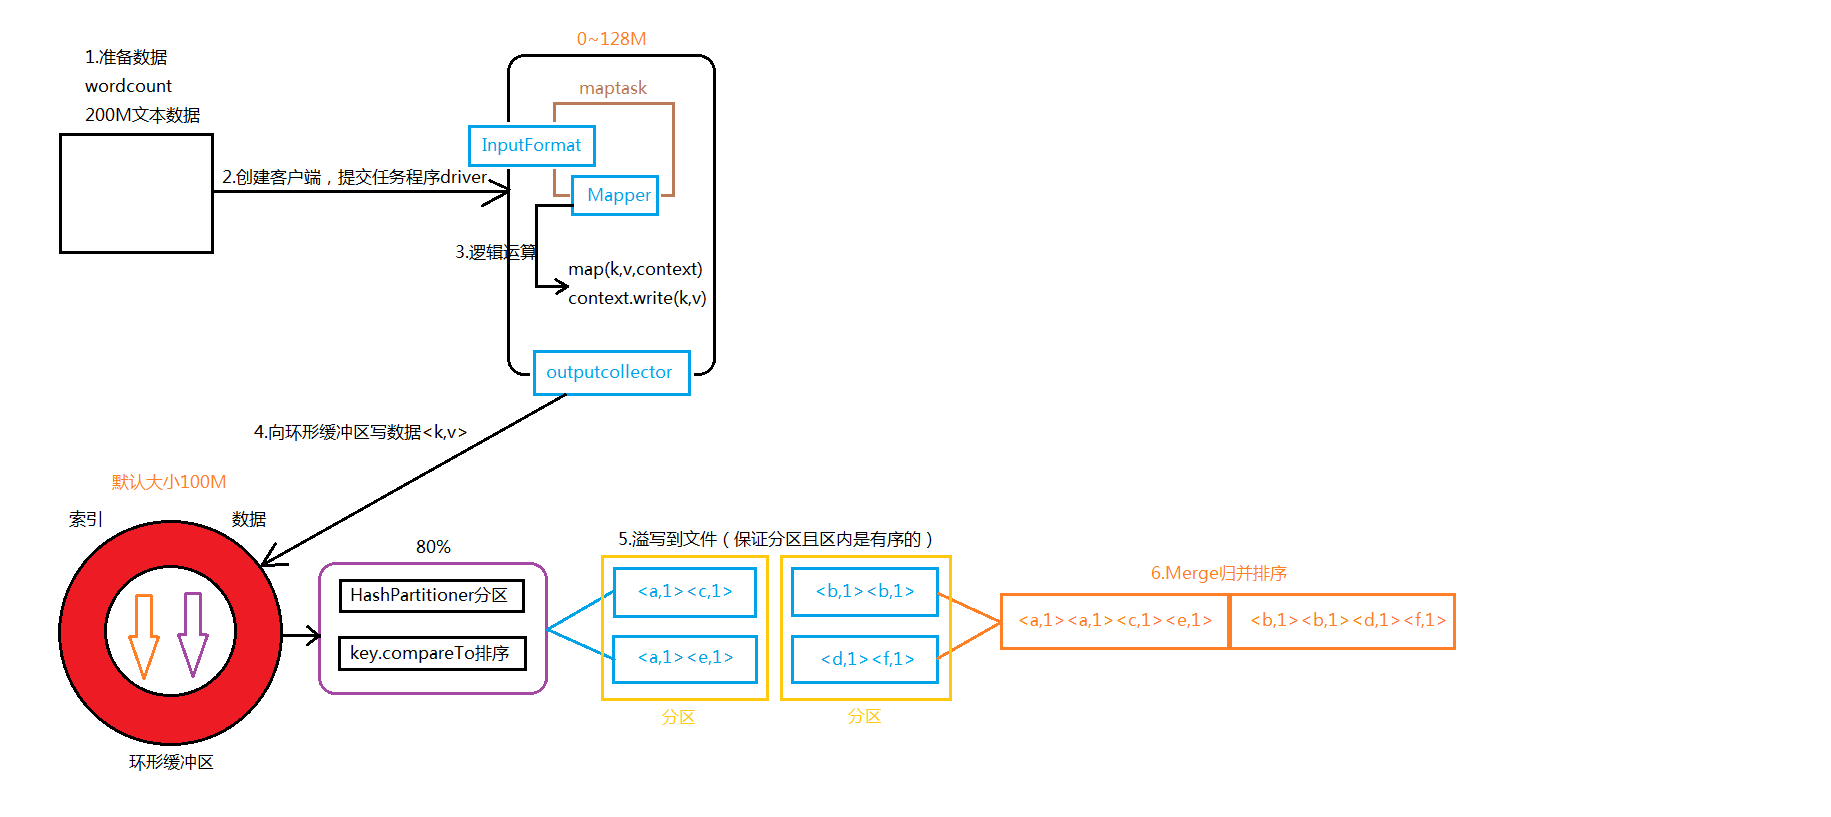 1.准备数据
wordcount
200M文本数据
2.创建客户端，提交任务程序driver
0~128M
maptask
InputFormat
Mapper
3.逻辑运算
map(k,v,context)
context.write(k,v)
outputcollector
4.向环形缓冲区写数据<k,v>
默认大小100M
索引
数据
环形缓冲区
80%
HashPartitioner分区
key.compareTo排序
5.溢写到文件（保证分区且区内是有序的）
<a,1><c,1>
<b,1><b,1>
<a,1><e,1>
<d,1><f,1>
分区
分区
6.Merge归并排序
<a,1><a,1><c,1><e,1>
<b,1><b,1><d,1><f,1>